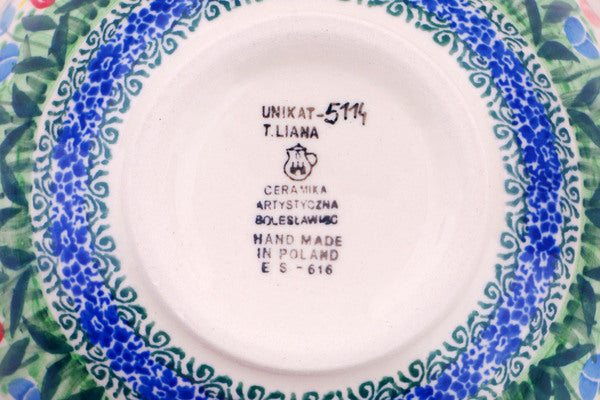 UNIKAT-5114
T.LIANA
CERAMIKA
ARTYSTYCZNA
BOLESŁAWIEC
HAND MADE
IN POLAND
E S - 616